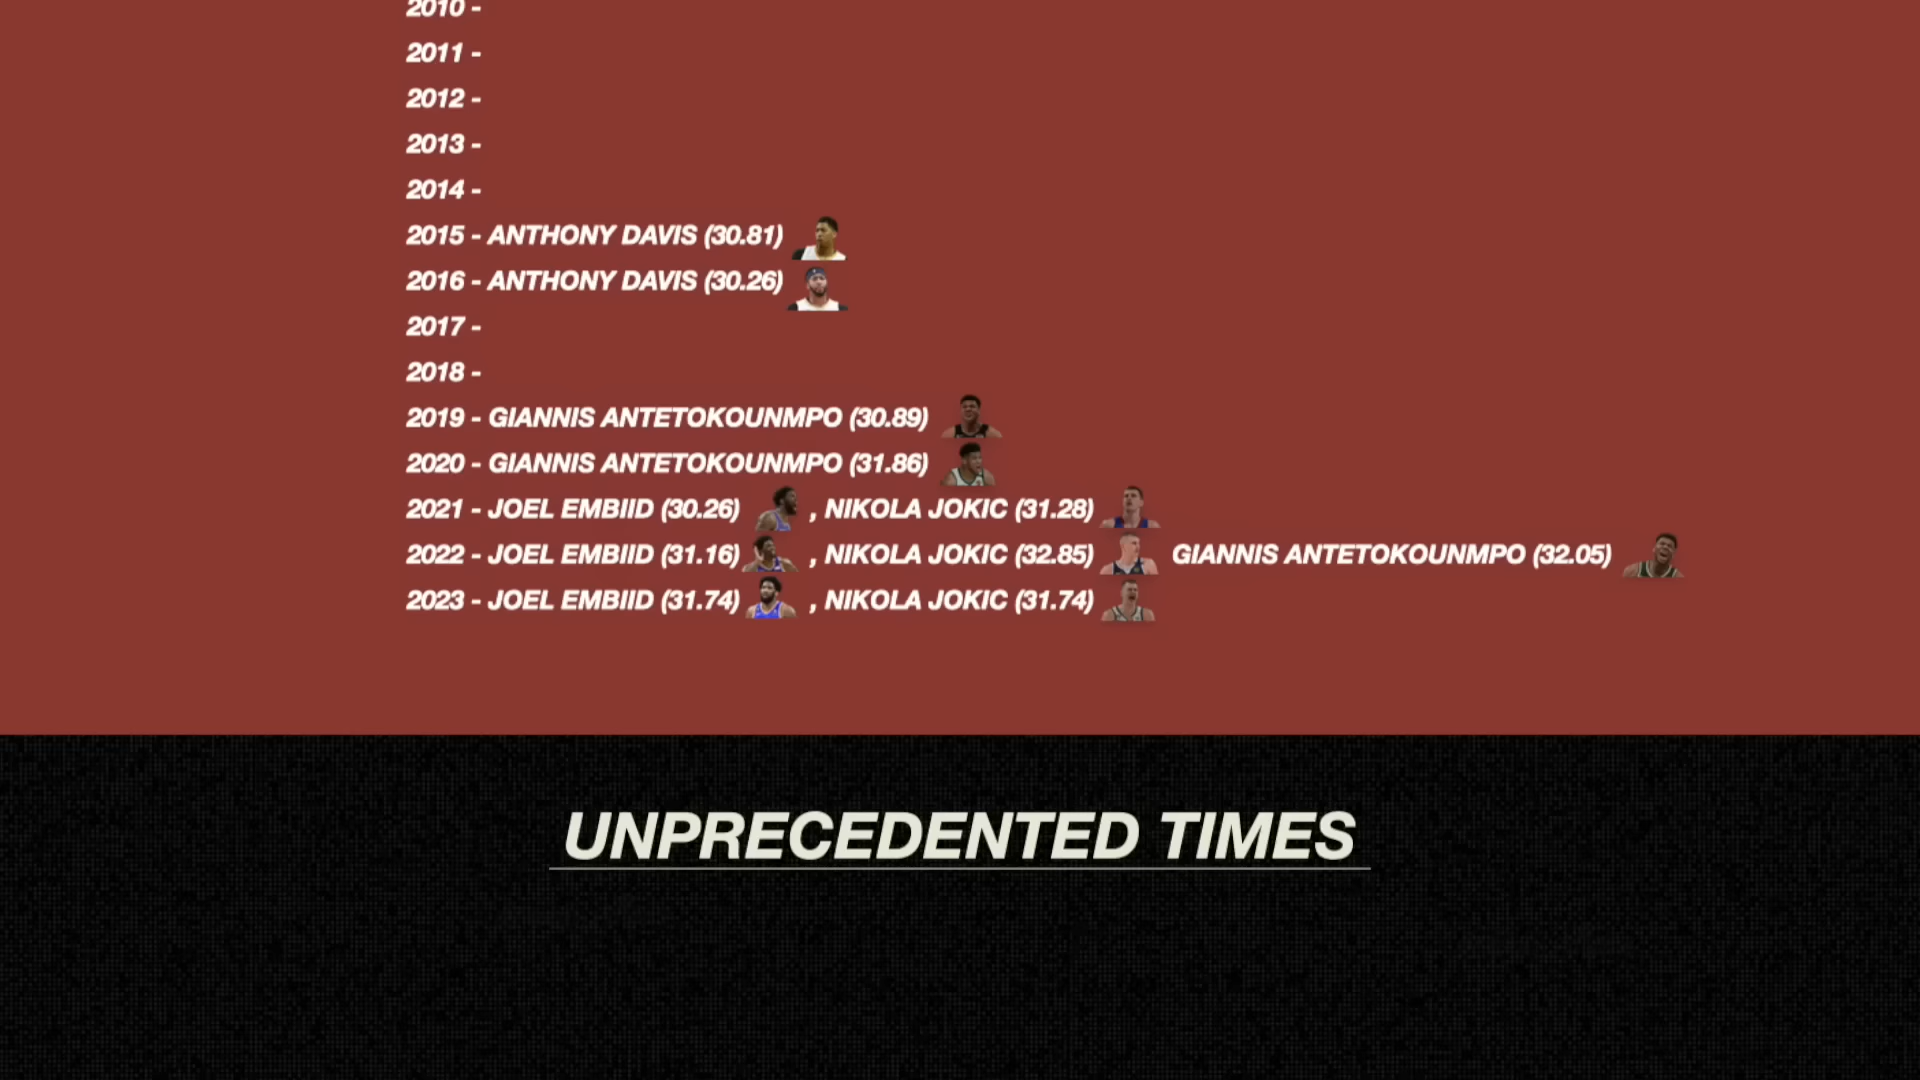 2010 -
2011 -
2012 -
2013 -
2014 -
2015 - ANTHONY DAVIS (30.81)
2016 - ANTHONY DAVIS (30.26)
2017 -
2018 -
2019 - GIANNIS ANTETOKOUNMPO (30.89)
2020 - GIANNIS ANTETOKOUNMPO (31.86)
2021 - JOEL EMBIID (30.26) , NIKOLA JOKIC (31.28)
2022 - JOEL EMBIID (31.16) , NIKOLA JOKIC (32.85) GIANNIS ANTETOKOUNMPO (32.05)
2023 - JOEL EMBIID (31.74) , NIKOLA JOKIC (31.74)
UNPRECEDENTED TIMES